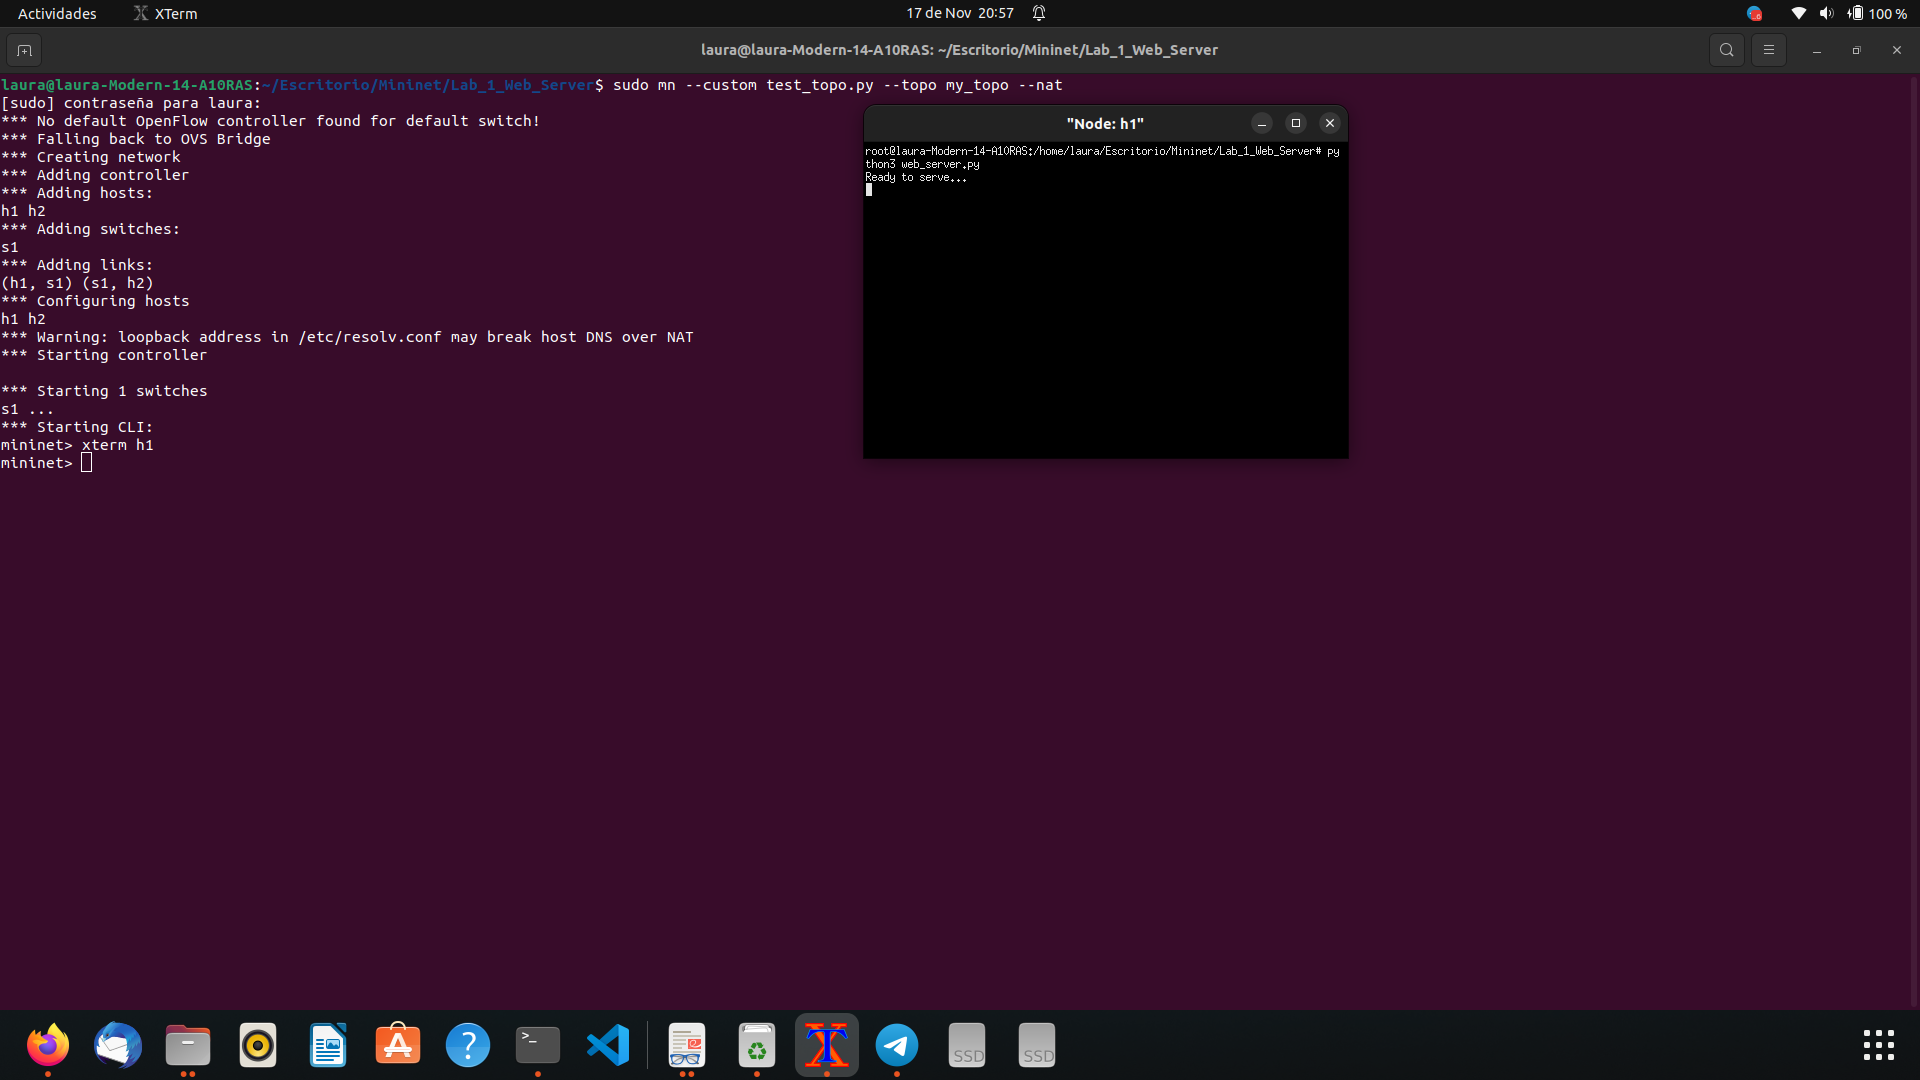 Actividades XTerm 17 de Nov 20:57 100 %
laura@laura-Modern-14-A10RAS: ~/Escritorio/Mininet/Lab_1_Web_Server
laura@laura-Modern-14-A10RAS:~/Escritorio/Mininet/Lab_1_Web_Server$ sudo mn --custom test_topo.py --topo my_topo --nat
[sudo] contraseña para laura:
*** No default OpenFlow controller found for default switch!
*** Falling back to OVS Bridge
*** Creating network
*** Adding controller
*** Adding hosts:
h1 h2
*** Adding switches:
s1
*** Adding links:
(h1, s1) (s1, h2)
*** Configuring hosts
h1 h2
*** Warning: loopback address in /etc/resolv.conf may break host DNS over NAT
*** Starting controller
*** Starting 1 switches
s1 ...
*** Starting CLI:
mininet> xterm h1
mininet>
"Node: h1"
root@laura-Modern-14-A10RAS:/home/laura/Escritorio/Mininet/Lab_1_Web_Server# py
thon3 web_server.py
Ready to serve...
SSD SSD